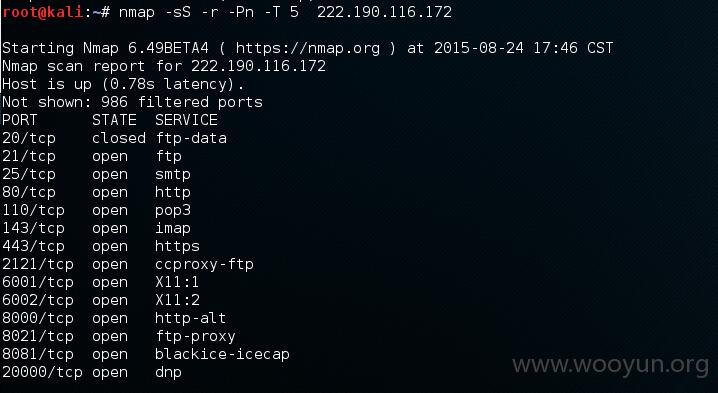 root@kali:~# nmap -sS -r -Pn -T 5  222.190.116.172
Starting Nmap 6.49BETA4 ( https://nmap.org ) at 2015-08-24 17:46 CST
Nmap scan report for 222.190.116.172
Host is up (0.78s latency).
Not shown: 986 filtered ports
PORT      STATE  SERVICE
20/tcp    closed ftp-data
21/tcp    open   ftp
25/tcp    open   smtp
80/tcp    open   http
110/tcp   open   pop3
143/tcp   open   imap
443/tcp   open   https
2121/tcp  open   ccproxy-ftp
6001/tcp  open   X11:1
6002/tcp  open   X11:2
8000/tcp  open   http-alt
8021/tcp  open   ftp-proxy
8081/tcp  open   blackice-icecap
20000/tcp open   dnp
www.wooyun.org